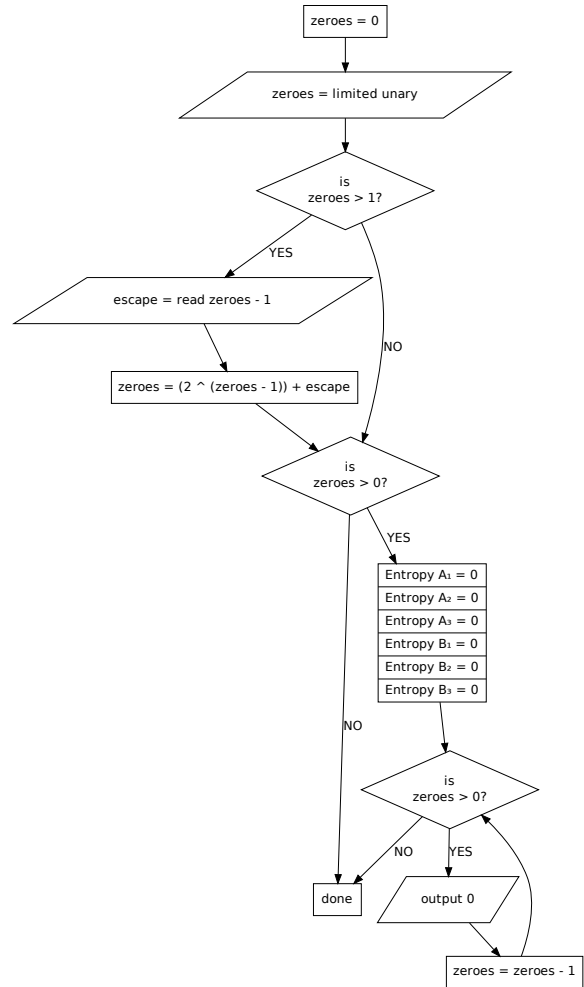 zeroes = 0
zeroes = limited unary
is
zeroes > 1?
YES
escape = read zeroes - 1
NO
zeroes = (2 ^ (zeroes - 1)) + escape
is
zeroes > 0?
YES
Entropy A₁ = 0
Entropy A₂ = 0
Entropy A₃ = 0
Entropy B₁ = 0
Entropy B₂ = 0
Entropy B₃ = 0
NO
is
zeroes > 0?
NO
YES
done
output 0
zeroes = zeroes - 1